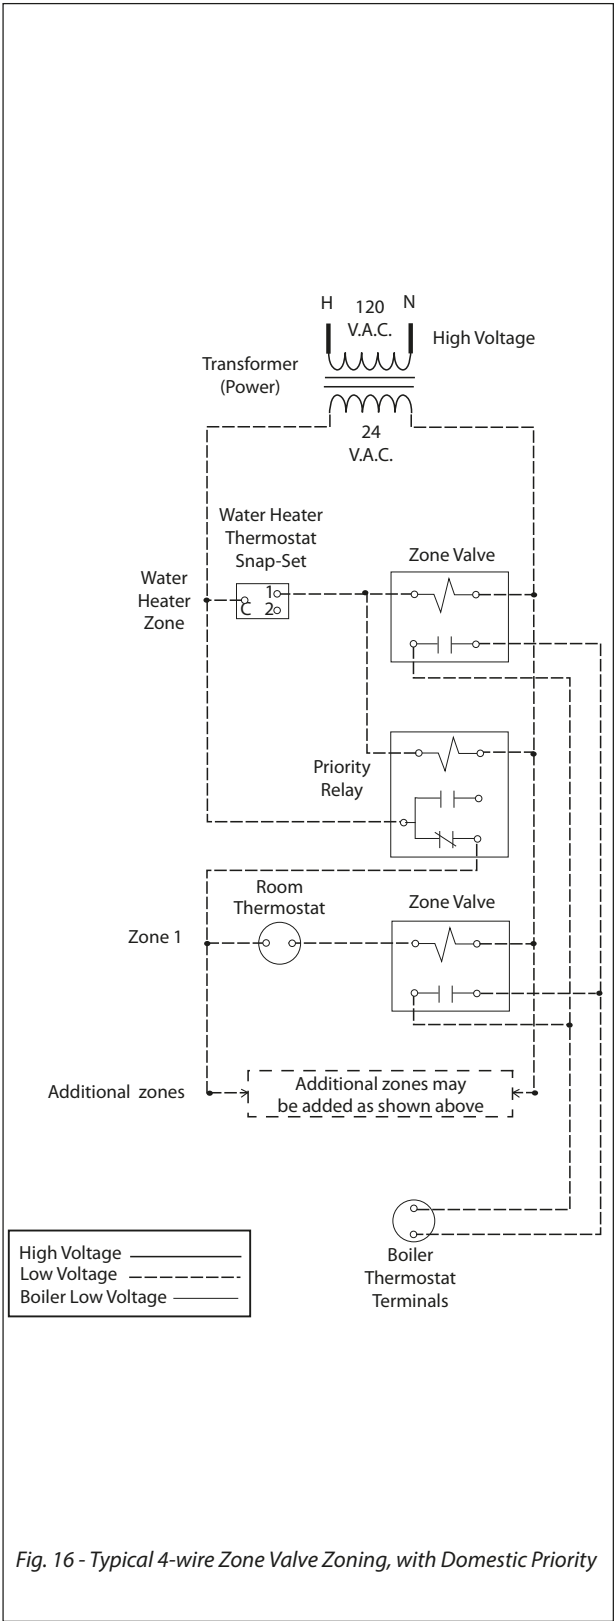 H 120 N
V.A.C.
High Voltage
Transformer
(Power)
24
V.A.C.
Water Heater
Thermostat
Snap-Set
Zone Valve
Water
Heater
Zone
1
C 2
Priority
Relay
Room
Thermostat
Zone Valve
Zone 1
Additional zones
Additional zones may
be added as shown above
High Voltage
Low Voltage
Boiler Low Voltage
Boiler
Thermostat
Terminals
Fig. 16 - Typical 4-wire Zone Valve Zoning, with Domestic Priority